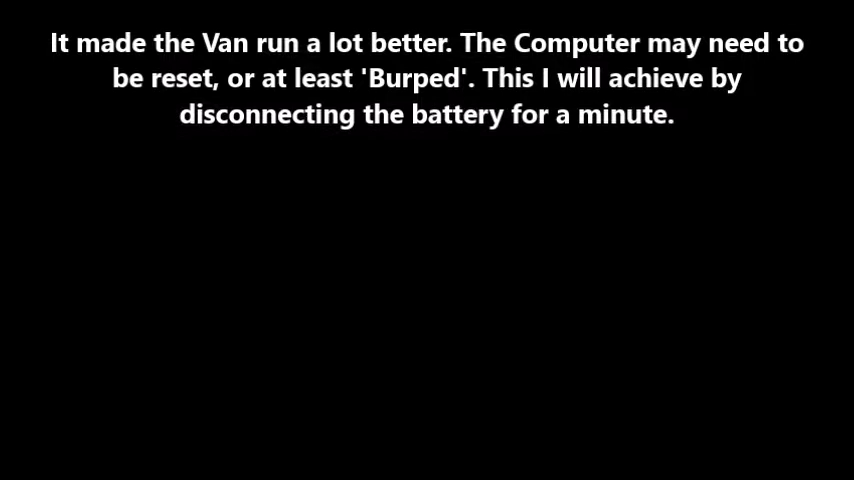 It made the Van run a lot better. The Computer may need to
be reset, or at least 'Burped'. This I will achieve by
disconnecting the battery for a minute.